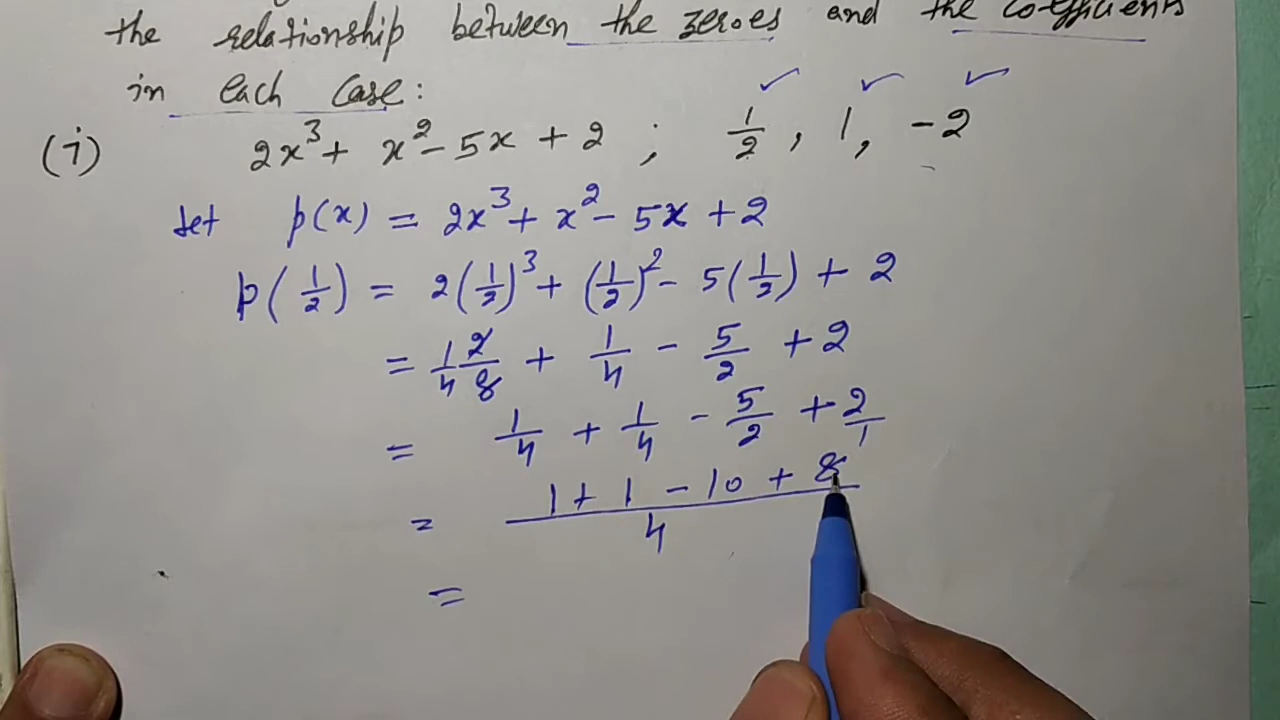 the relationship between the zeroes and the co-efficients
in each case:
(i) 2x³ + x² - 5x + 2 ; 1/2 , 1, -2
Let p(x) = 2x³ + x² - 5x + 2
p(1/2) = 2(1/2)³ + (1/2)² - 5(1/2) + 2
= 1/4 2/8 + 1/4 - 5/2 + 2
= 1/4 + 1/4 - 5/2 + 2/1
= (1 + 1 - 10 + 8)/4
=